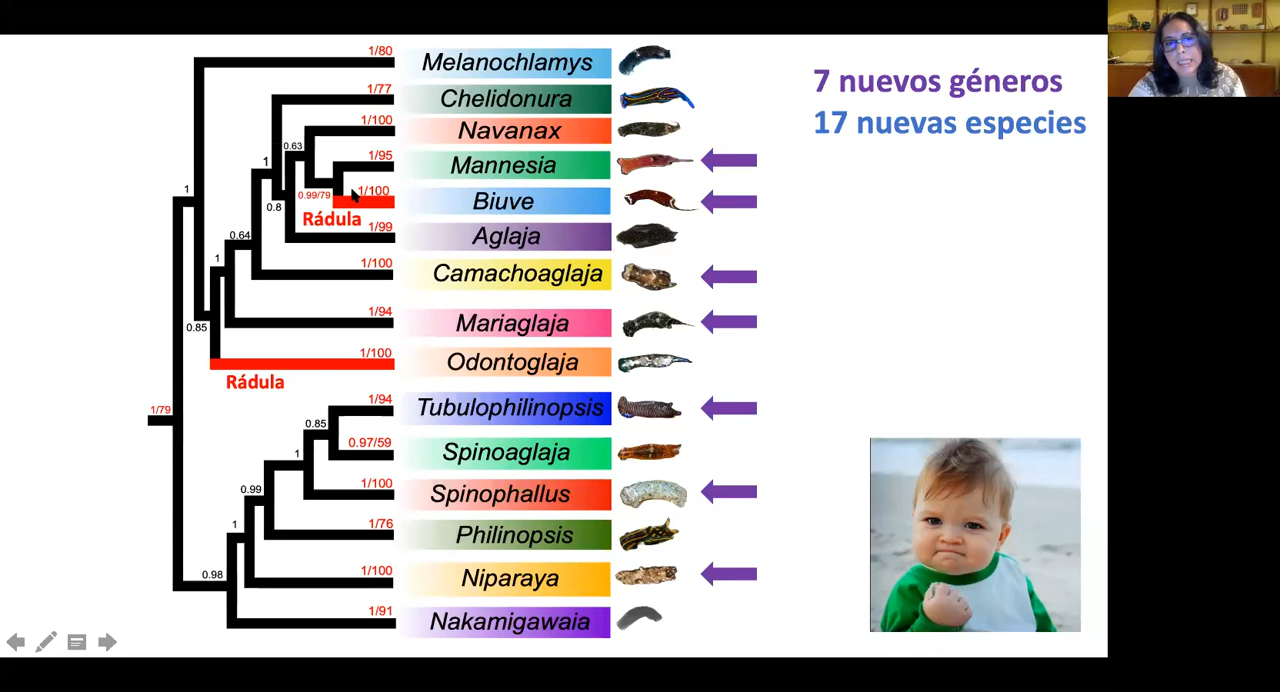 1/80
Melanochlamys
7 nuevos géneros
1/77
Chelidonura
17 nuevas especies
1/100
Navanax
0.63
1/95
Mannesia
1
1/100
0.99/79
Biuve
1
0.8
Rádula
1/99
Aglaja
0.64
1/100
Camachoaglaja
1
1/94
Mariaglaja
0.85
1/100
Odontoglaja
Rádula
1/94
Tubulophilinopsis
1/79
0.85
0.97/59
Spinoaglaja
1
1/100
Spinophallus
0.99
1/76
Philinopsis
1
1/100
Niparaya
0.98
1/91
Nakamigawaia